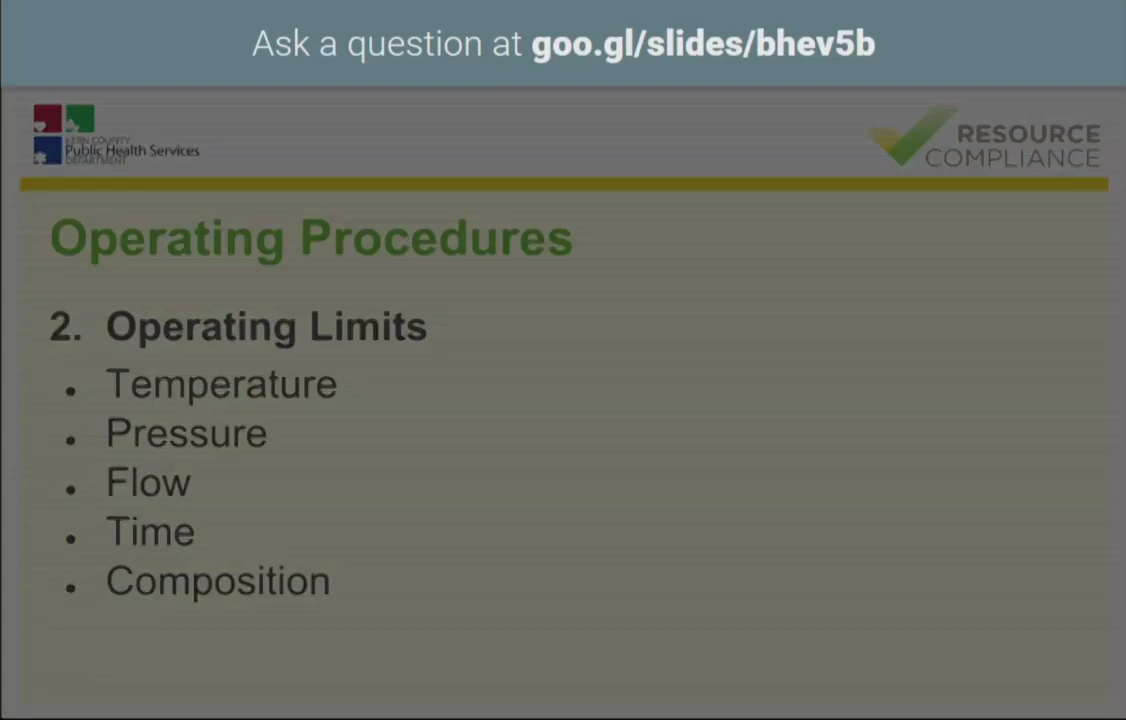 Ask a question at goo.gl/slides/bhev5b
KERN COUNTY
Public Health Services
DEPARTMENT
RESOURCE
COMPLIANCE
Operating Procedures
2. Operating Limits
• Temperature
• Pressure
• Flow
• Time
• Composition